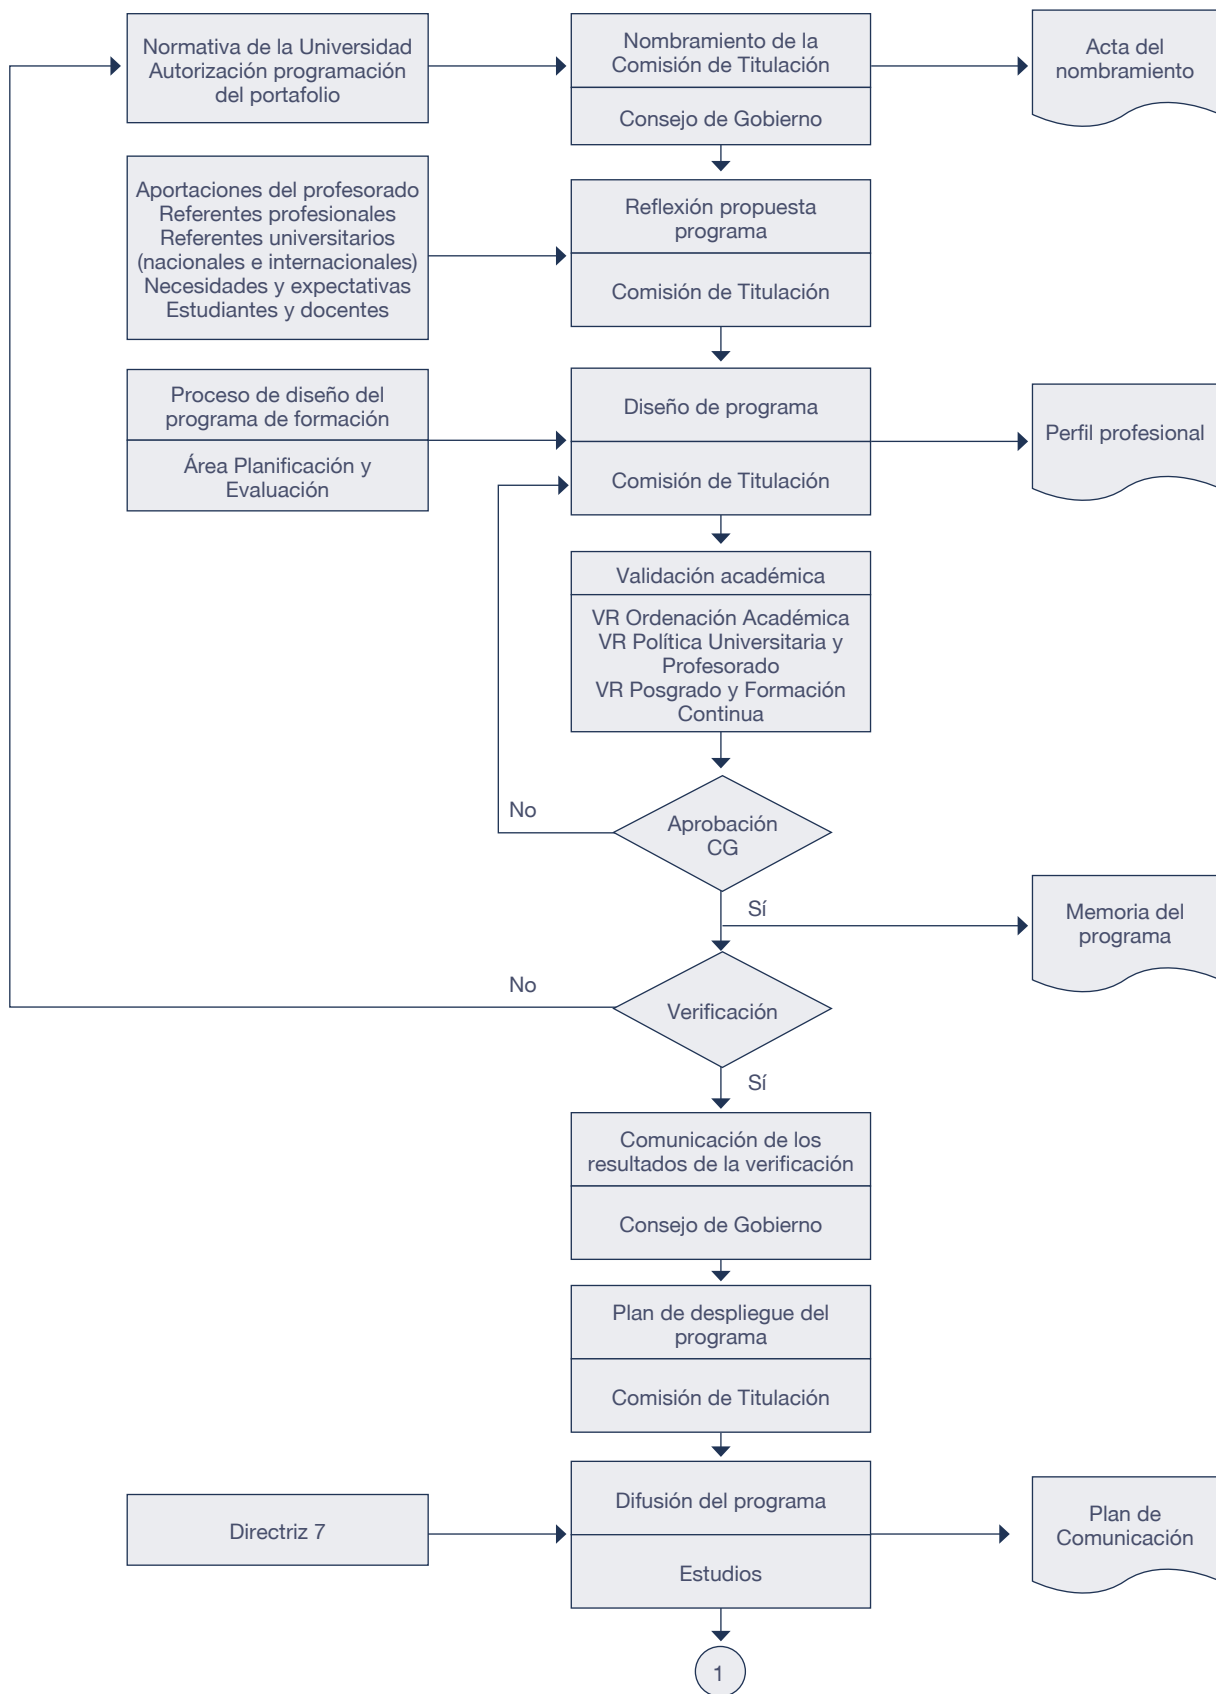 Normativa de la Universidad
Autorización programación
del portafolio
Nombramiento de la
Comisión de Titulación
Consejo de Gobierno
Acta del
nombramiento
Aportaciones del profesorado
Referentes profesionales
Referentes universitarios
(nacionales e internacionales)
Necesidades y expectativas
Estudiantes y docentes
Reflexión propuesta
programa
Comisión de Titulación
Proceso de diseño del
programa de formación
Área Planificación y
Evaluación
Diseño de programa
Comisión de Titulación
Perfil profesional
Validación académica
VR Ordenación Académica
VR Política Universitaria y
Profesorado
VR Posgrado y Formación
Continua
No
Aprobación
CG
Sí
Memoria del
programa
No
Verificación
Sí
Comunicación de los
resultados de la verificación
Consejo de Gobierno
Plan de despliegue del
programa
Comisión de Titulación
Directriz 7
Difusión del programa
Estudios
Plan de
Comunicación
1